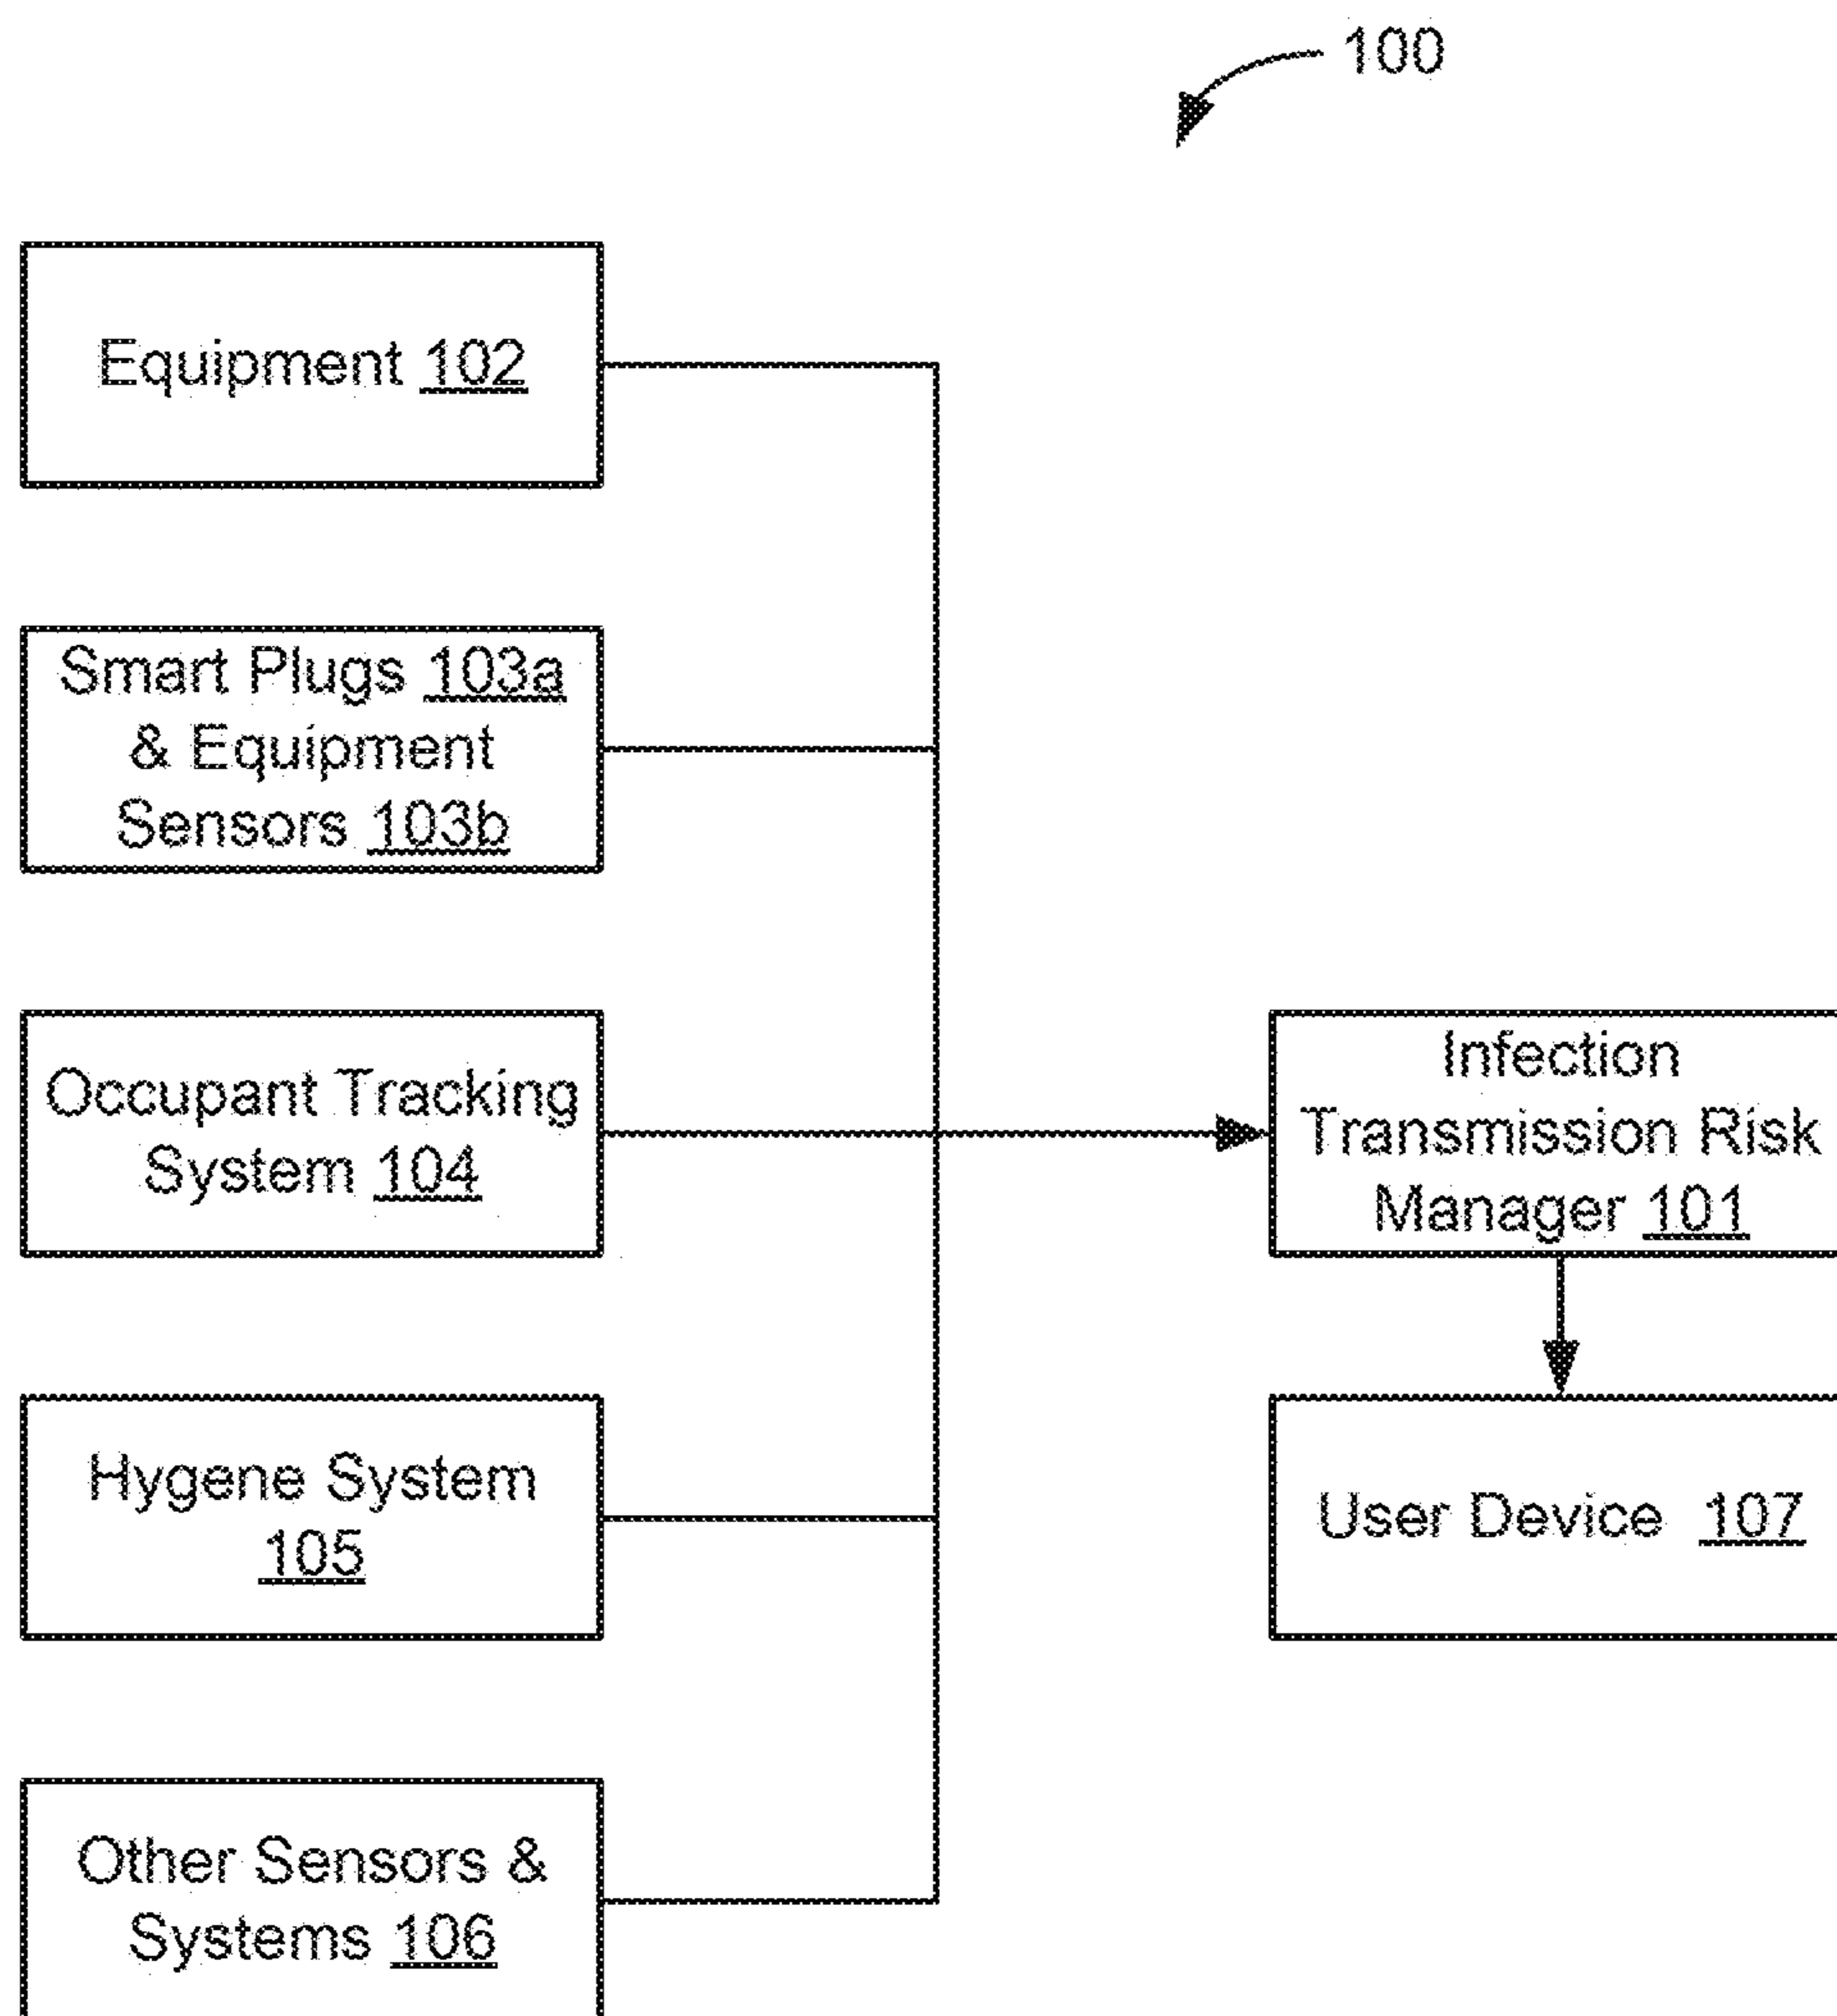 100
Equipment 102
Smart Plugs 103a
& Equipment
Sensors 103b
Occupant Tracking
System 104
Infection
Transmission Risk
Manager 101
Hygene System
105
User Device 107
Other Sensors &
Systems 106